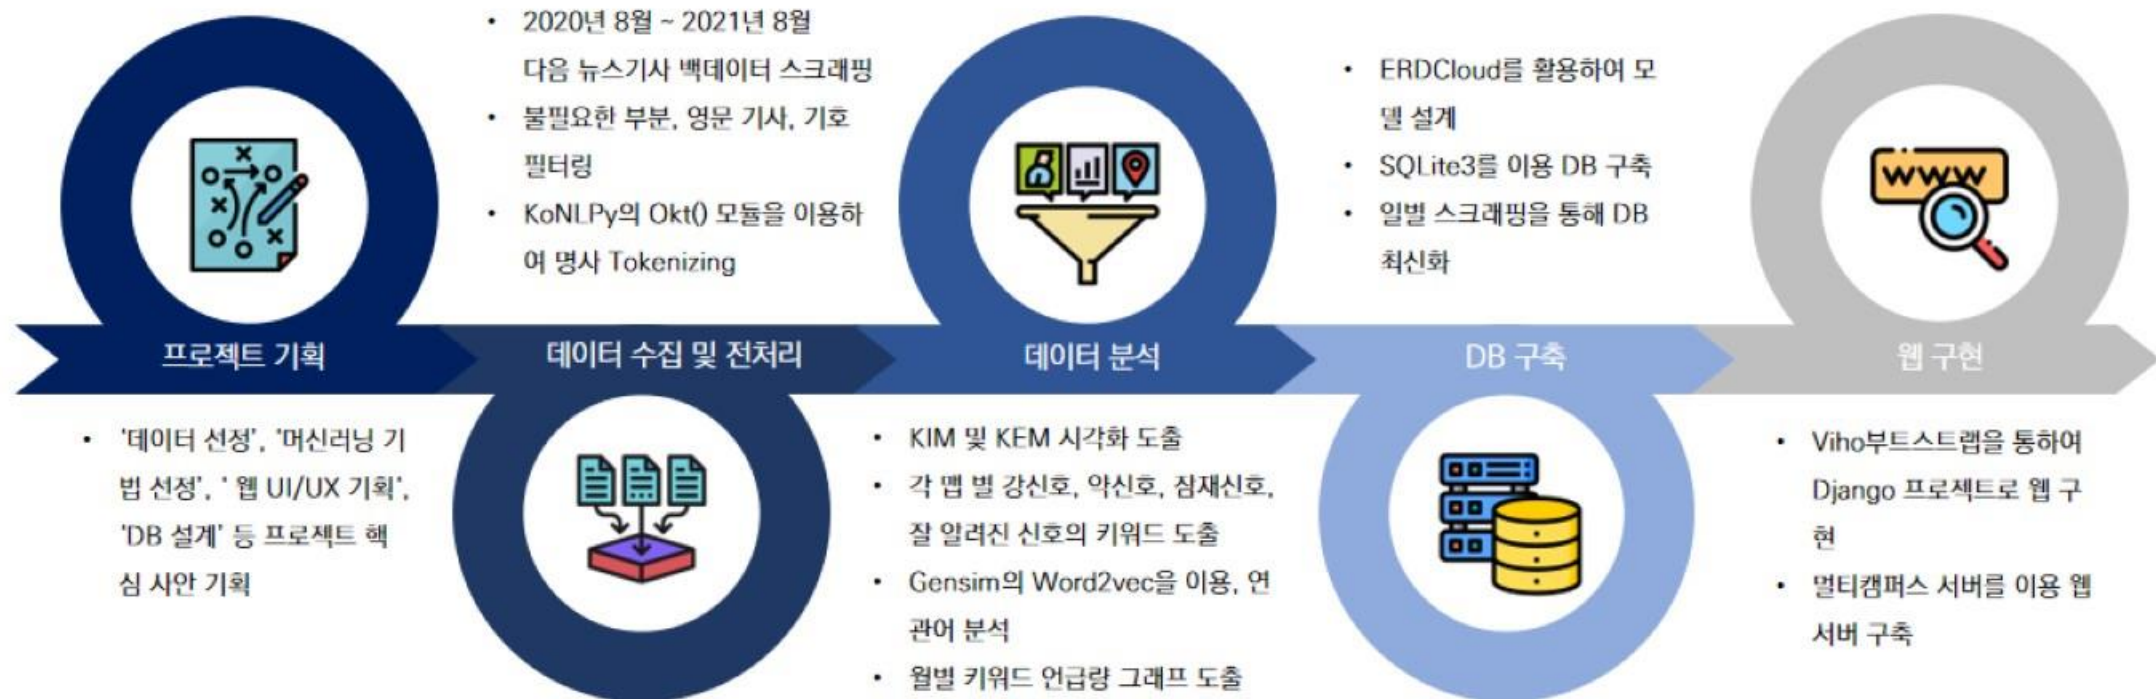 프로젝트 기획
• '데이터 선정', '머신러닝 기
법 선정', ' 웹 UI/UX 기획',
'DB 설계' 등 프로젝트 핵
심 사안 기획
• 2020년 8월 ~ 2021년 8월
다음 뉴스기사 백데이터 스크래핑
• 불필요한 부분, 영문 기사, 기호
필터링
• KoNLPy의 Okt() 모듈을 이용하
여 명사 Tokenizing
데이터 수집 및 전처리
데이터 분석
• KIM 및 KEM 시각화 도출
• 각 맵 별 강신호, 약신호, 잠재신호,
잘 알려진 신호의 키워드 도출
• Gensim의 Word2vec을 이용, 연
관어 분석
• 월별 키워드 언급량 그래프 도출
• ERDCloud를 활용하여 모
델 설계
• SQLite3를 이용 DB 구축
• 일별 스크래핑을 통해 DB
최신화
DB 구축
www
웹 구현
• Viho부트스트랩을 통하여
Django 프로젝트로 웹 구
현
• 멀티캠퍼스 서버를 이용 웹
서버 구축